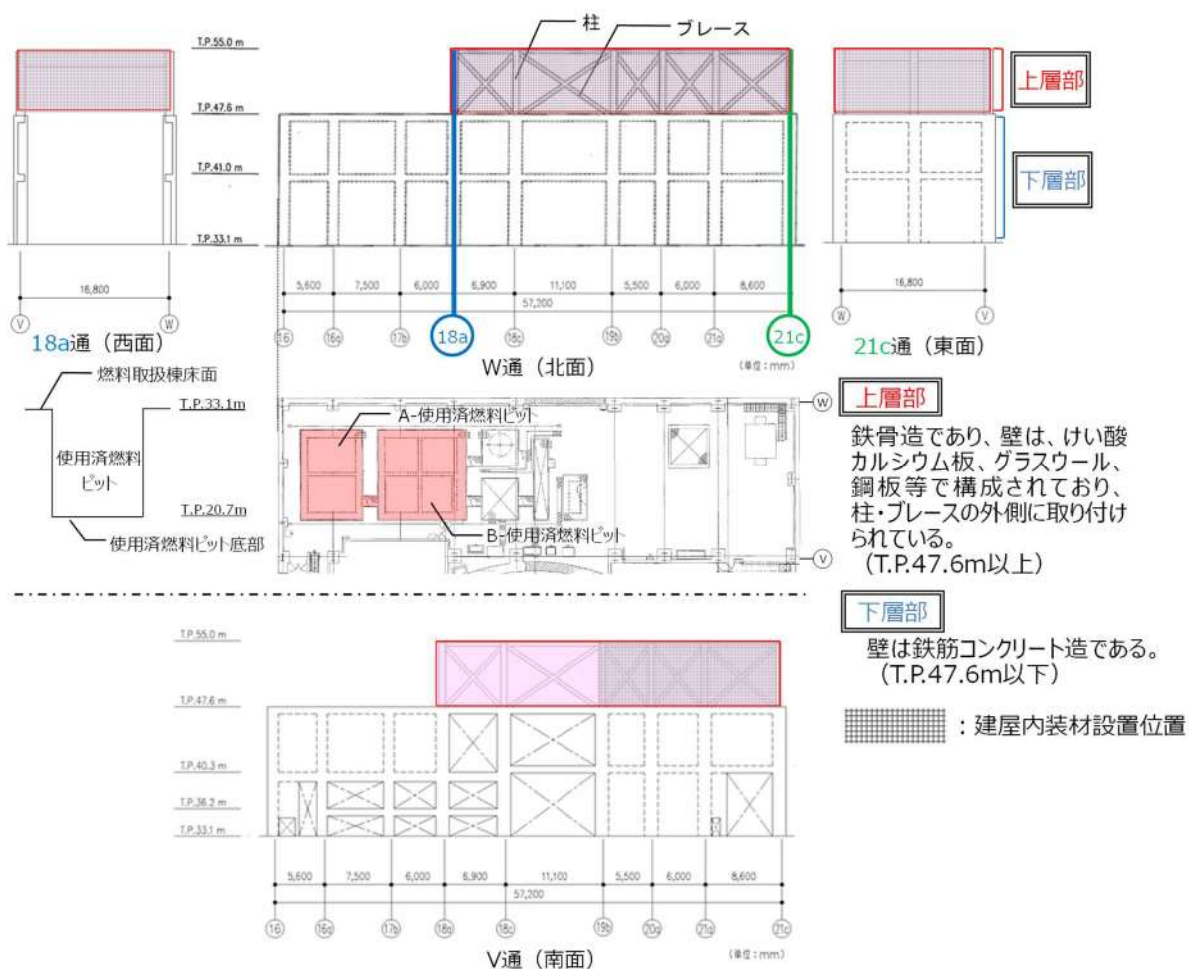 柱
ブレース
T.P.55.0 m
T.P.47.6 m
T.P.41.0 m
T.P.33.1 m
上層部
下層部
16,800
V
W
18a通（西面）
5,600
7,500
6,000
6,900
11,100
5,500
6,000
8,600
57,200
16
16a
17b
18a
18c
19b
20a
21a
21c
W通（北面）
(単位：mm)
16,800
W
V
21c通（東面）
燃料取扱棟床面
T.P.33.1m
使用済燃料
ピット
T.P.20.7m
使用済燃料ピット底部
A-使用済燃料ピット
B-使用済燃料ピット
W
V
上層部
鉄骨造であり、壁は、けい酸
カルシウム板、グラスウール、
鋼板等で構成されており、
柱・ブレースの外側に取り付け
られている。
（T.P.47.6m以上）
下層部
壁は鉄筋コンクリート造である。
（T.P.47.6m以下）
：建屋内装材設置位置
T.P.55.0 m
T.P.47.6 m
T.P.40.3 m
T.P.36.2 m
T.P.33.1 m
5,600
7,500
6,000
6,900
11,100
5,500
6,000
8,600
57,200
16
16a
17b
18a
18c
19b
20a
21a
21c
V通（南面）
(単位：mm)